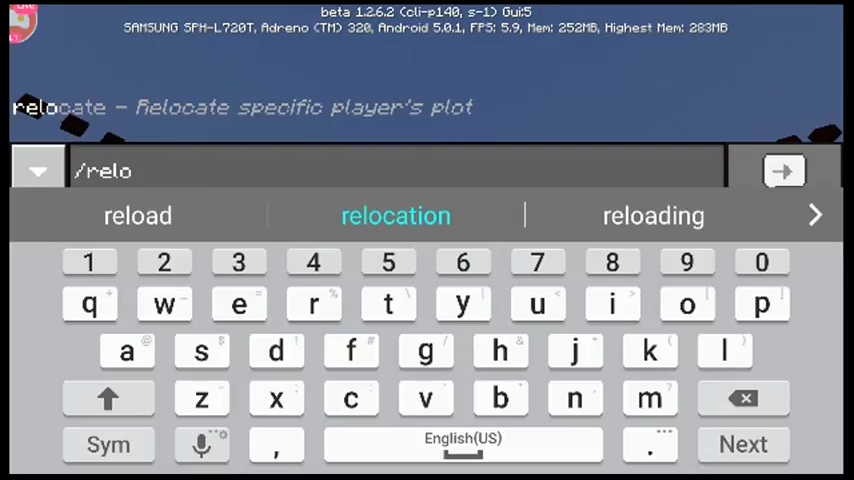 beta 1.2.6.2 (cli-p140, s-1) Gui:5
SAMSUNG SPH-L720T, Adreno (TM) 320, Android 5.0.1, FPS: 5.9, Mem: 252MB, Highest Mem: 283MB
relocate - Relocate specific player's plot
/relo
reload relocation reloading
1 2 3 4 5 6 7 8 9 0
q w e r t y u i o p
a s d f g h j k l
z x c v b n m
Sym , English(US) . Next